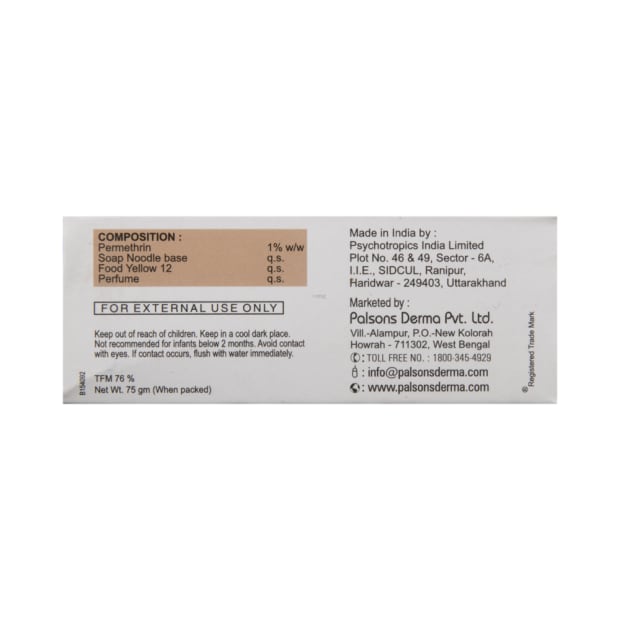 COMPOSITION :
Permethrin 1% w/w
Soap Noodle base q.s.
Food Yellow 12 q.s.
Perfume q.s.
FOR EXTERNAL USE ONLY
Keep out of reach of children. Keep in a cool dark place.
Not recommended for infants below 2 months. Avoid contact
with eyes. If contact occurs, flush with water immediately.
TFM 76 %
Net Wt. 75 gm (When packed)
Made in India by :
Psychotropics India Limited
Plot No. 46 & 49, Sector - 6A,
I.I.E., SIDCUL, Ranipur,
Haridwar - 249403, Uttarakhand
Marketed by :
Palsons Derma Pvt. Ltd.
Vill.-Alampur, P.O.-New Kolorah
Howrah - 711302, West Bengal
: TOLL FREE NO. : 1800-345-4929
: info@palsonsderma.com
: www.palsonsderma.com
® Registered Trade Mark